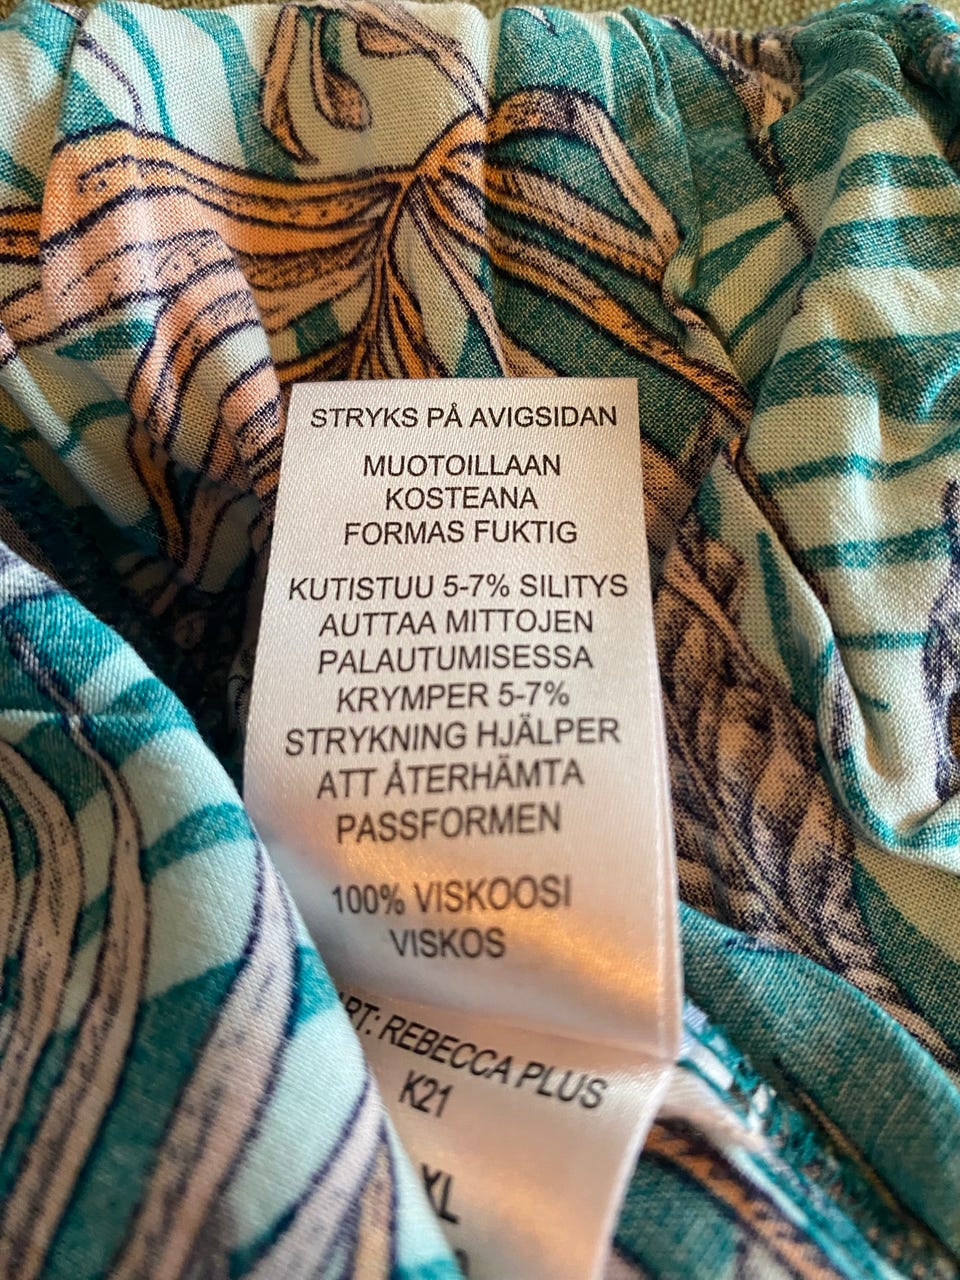 STRYKS PÅ AVIGSIDAN
MUOTOILLAAN
KOSTEANA
FORMAS FUKTIG
KUTISTUU 5-7% SILITYS
AUTTAA MITTOJEN
PALAUTUMISESSA
KRYMPER 5-7%
STRYKNING HJÄLPER
ATT ÅTERHÄMTA
PASSFORMEN
100% VISKOOSI
VISKOS
ART: REBECCA PLUS
K21